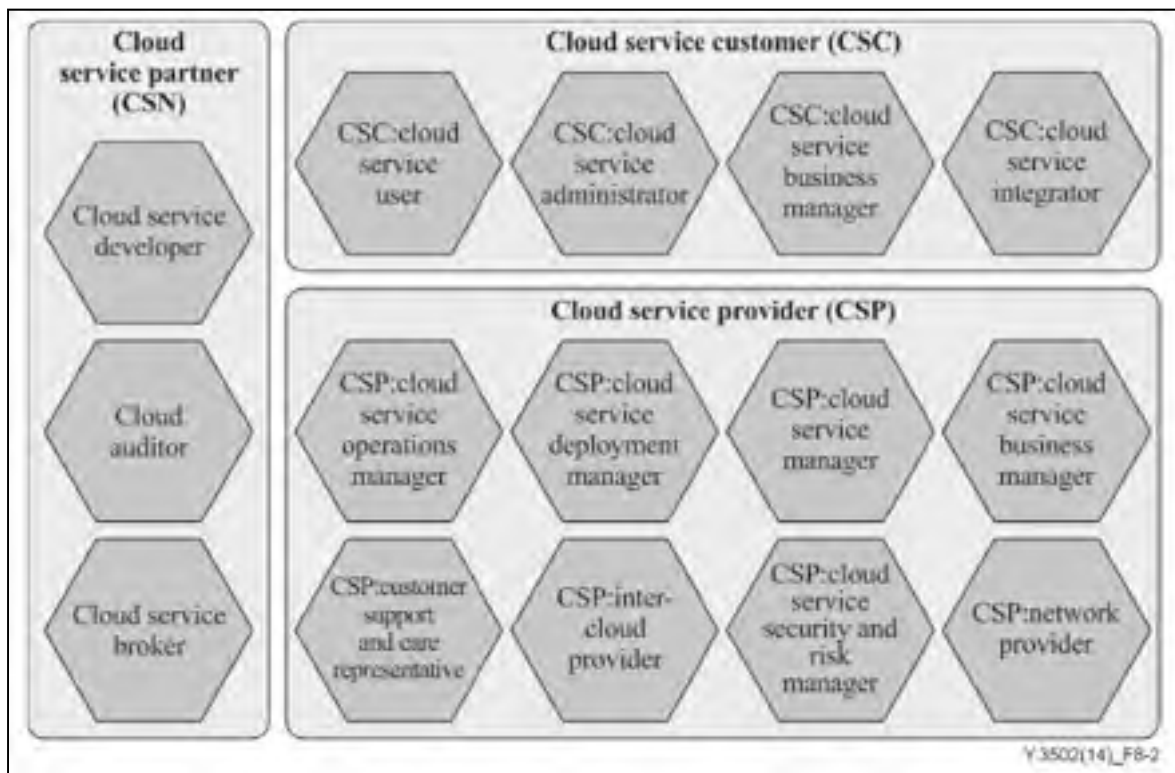 Cloud
service partner
(CSN)
Cloud service
developer
Cloud
auditor
Cloud service
broker
Cloud service customer (CSC)
CSC:cloud
service
user
CSC:cloud
service
administrator
CSC:cloud
service
business
manager
CSC:cloud
service
integrator
Cloud service provider (CSP)
CSP:cloud
service
operations
manager
CSP:cloud
service
deployment
manager
CSP:cloud
service
manager
CSP:cloud
service
business
manager
CSP:customer
support
and care
representative
CSP:inter-
cloud
provider
CSP:cloud
service
security and
risk
manager
CSP:network
provider
Y.3502(14)_F8-2